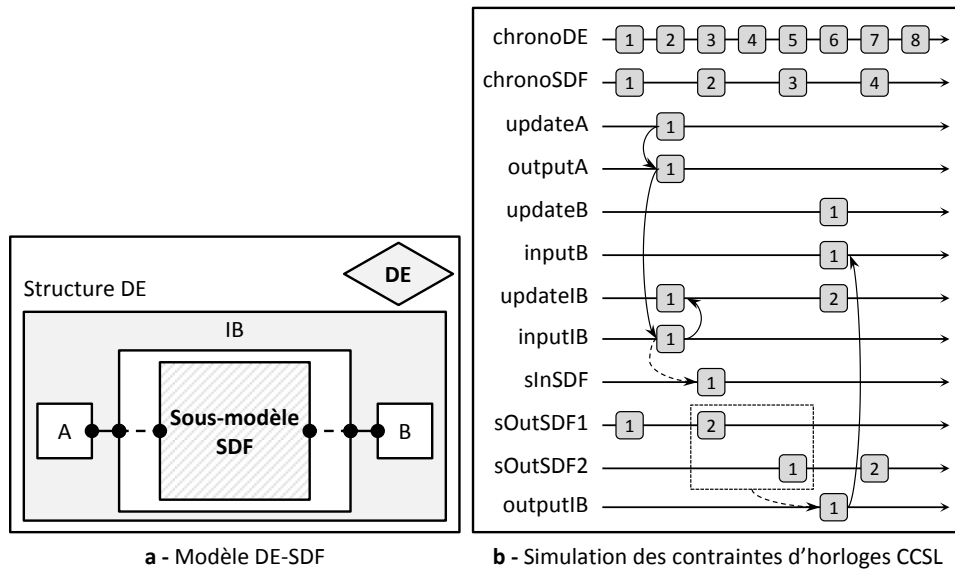 DE
Structure DE
IB
A
Sous-modèle
SDF
B
a - Modèle DE-SDF
chronoDE 1 2 3 4 5 6 7 8
chronoSDF 1 2 3 4
updateA 1
outputA 1
updateB 1
inputB 1
updateIB 1 2
inputIB 1
sInSDF 1
sOutSDF1 1 2
sOutSDF2 1 2
outputIB 1
b - Simulation des contraintes d'horloges CCSL